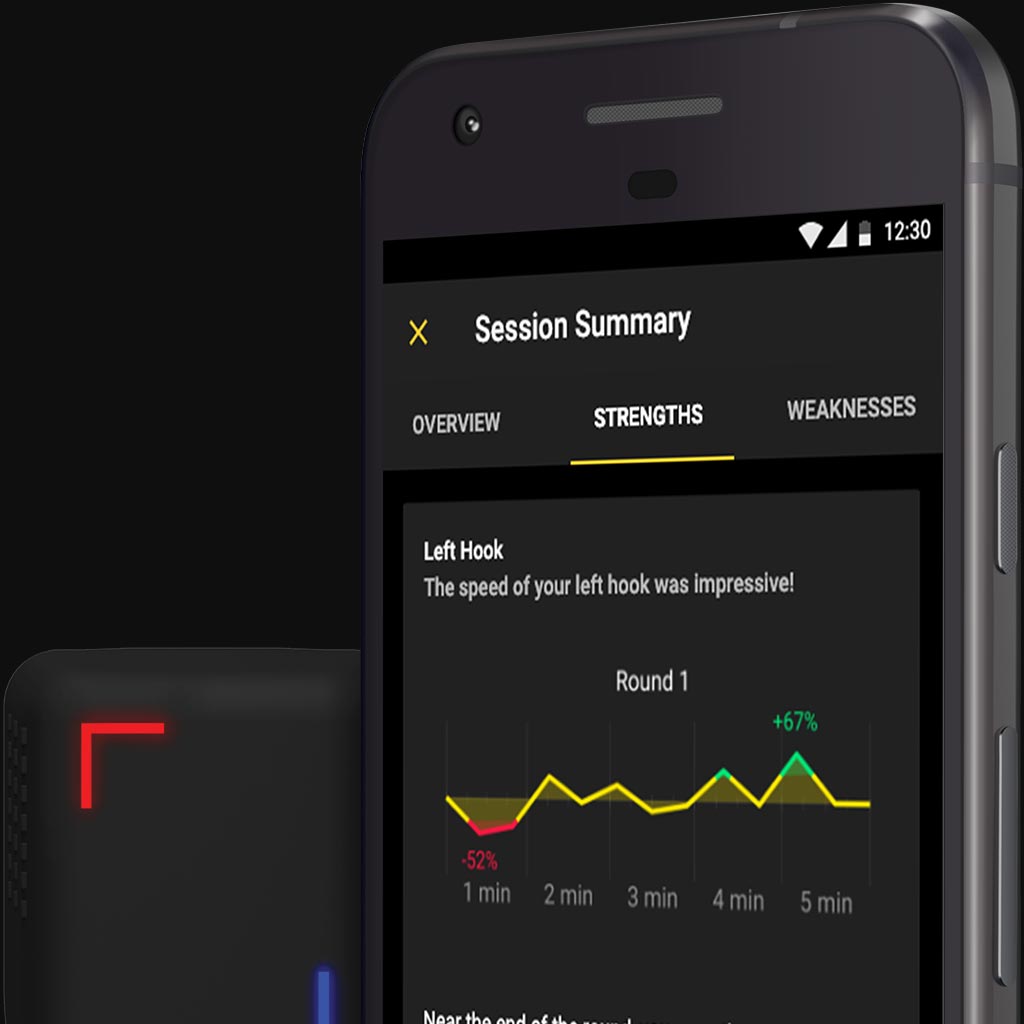 12:30
Session Summary
OVERVIEW STRENGTHS WEAKNESSES
Left Hook
The speed of your left hook was impressive!
Round 1
+67%
-52%
1 min 2 min 3 min 4 min 5 min
Near the end of the round